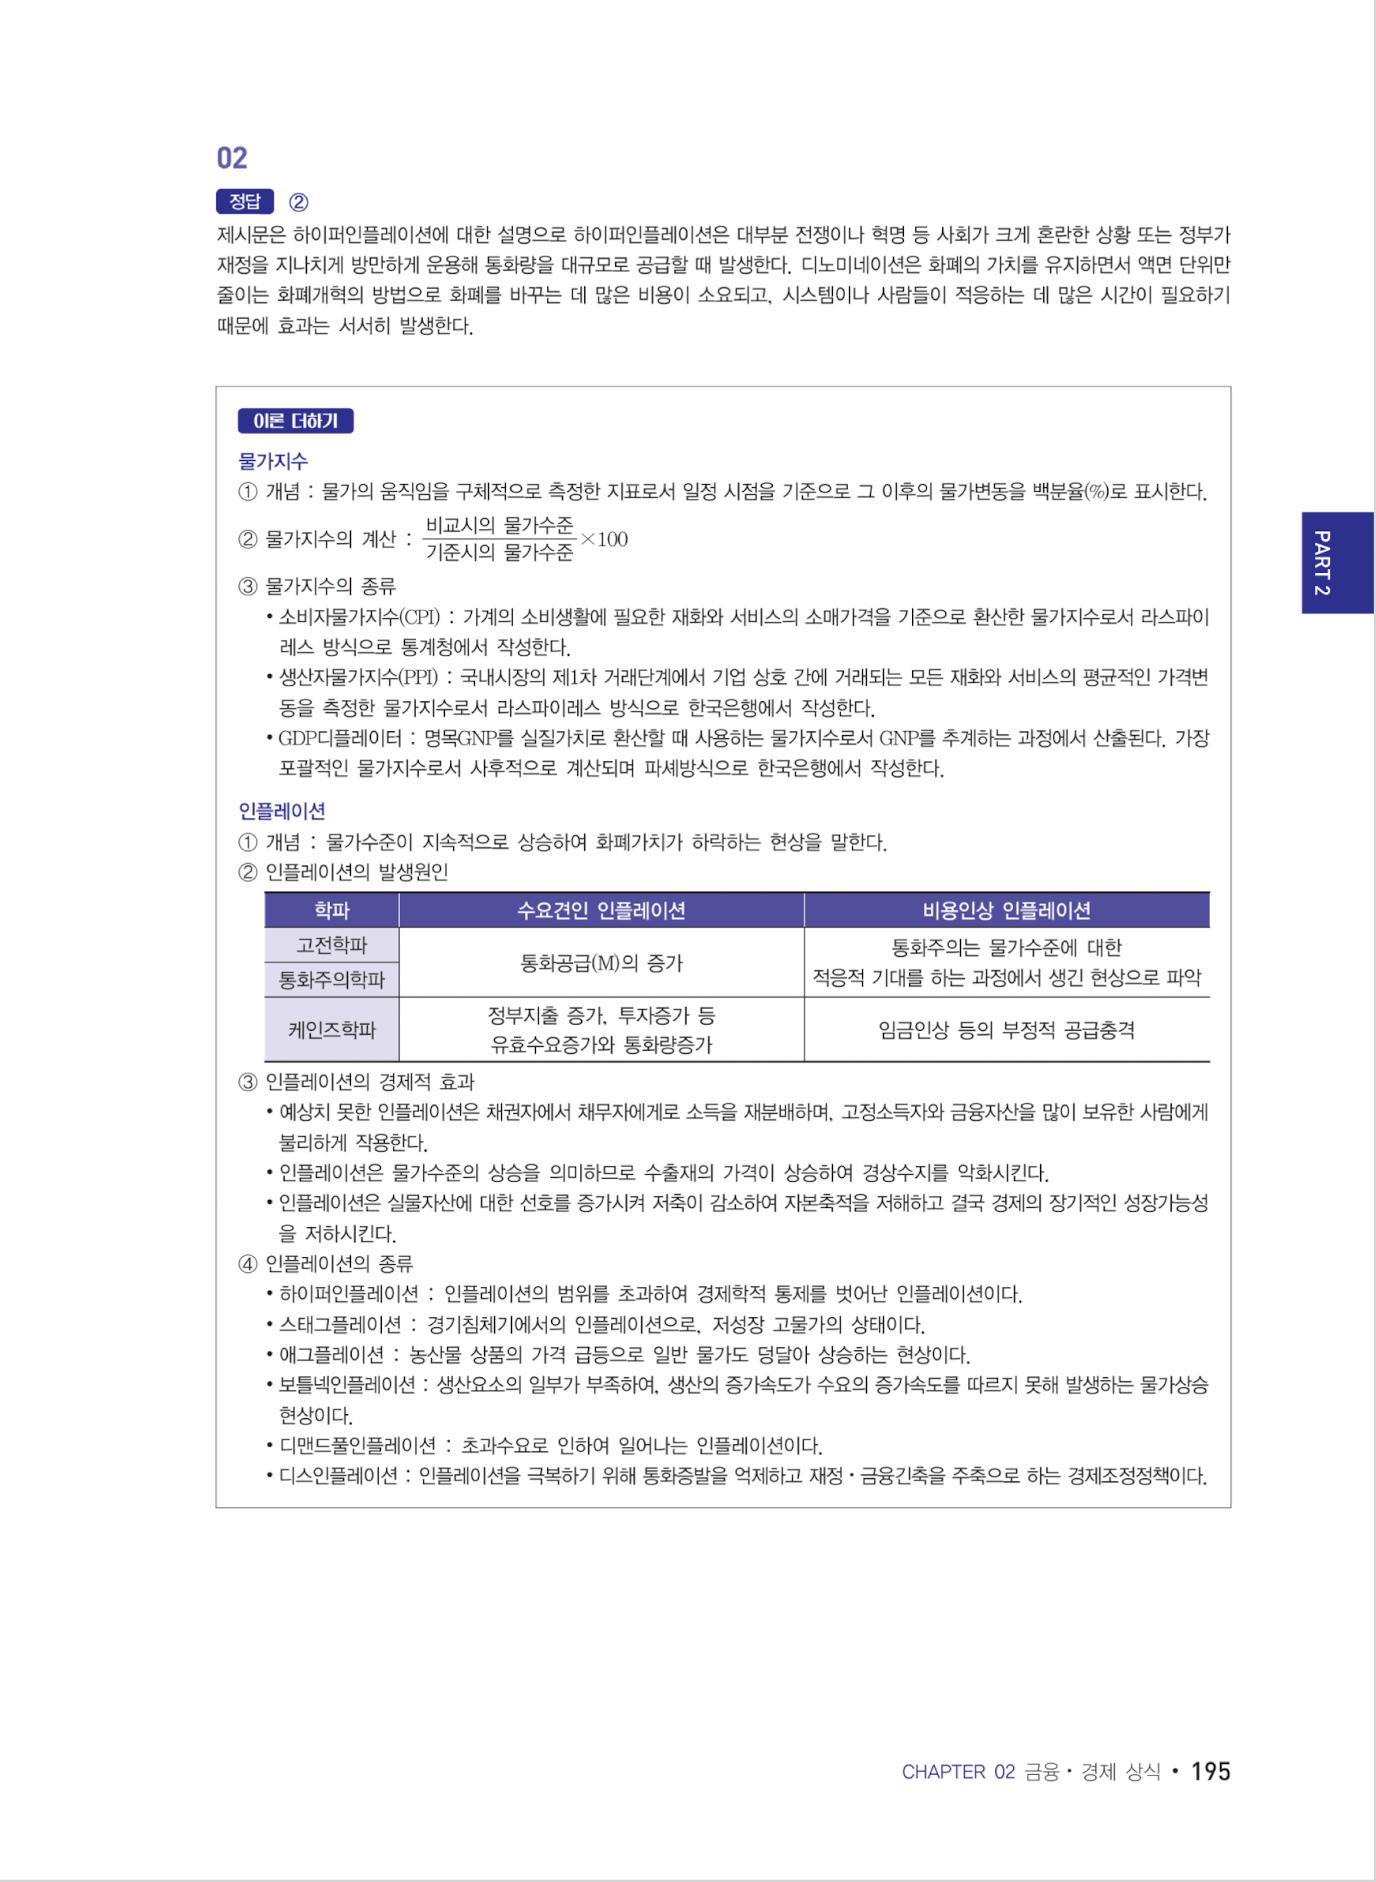 02
정답 ②
제시문은 하이퍼인플레이션에 대한 설명으로 하이퍼인플레이션은 대부분 전쟁이나 혁명 등 사회가 크게 혼란한 상황 또는 정부가
재정을 지나치게 방만하게 운용해 통화량을 대규모로 공급할 때 발생한다. 디노미네이션은 화폐의 가치를 유지하면서 액면 단위만
줄이는 화폐개혁의 방법으로 화폐를 바꾸는 데 많은 비용이 소요되고, 시스템이나 사람들이 적응하는 데 많은 시간이 필요하기
때문에 효과는 서서히 발생한다.
이론 더하기
물가지수
① 개념 : 물가의 움직임을 구체적으로 측정한 지표로서 일정 시점을 기준으로 그 이후의 물가변동을 백분율(%)로 표시한다.
② 물가지수의 계산 : 비교시의 물가수준 / 기준시의 물가수준 ×100
③ 물가지수의 종류
• 소비자물가지수(CPI) : 가계의 소비생활에 필요한 재화와 서비스의 소매가격을 기준으로 환산한 물가지수로서 라스파이
레스 방식으로 통계청에서 작성한다.
• 생산자물가지수(PPI) : 국내시장의 제1차 거래단계에서 기업 상호 간에 거래되는 모든 재화와 서비스의 평균적인 가격변
동을 측정한 물가지수로서 라스파이레스 방식으로 한국은행에서 작성한다.
• GDP디플레이터 : 명목GNP를 실질가치로 환산할 때 사용하는 물가지수로서 GNP를 추계하는 과정에서 산출된다. 가장
포괄적인 물가지수로서 사후적으로 계산되며 파셰방식으로 한국은행에서 작성한다.
인플레이션
① 개념 : 물가수준이 지속적으로 상승하여 화폐가치가 하락하는 현상을 말한다.
② 인플레이션의 발생원인
학파 수요견인 인플레이션 비용인상 인플레이션
고전학파
통화주의학파
통화공급(M)의 증가
통화주의는 물가수준에 대한
적응적 기대를 하는 과정에서 생긴 현상으로 파악
케인즈학파
정부지출 증가, 투자증가 등
유효수요증가와 통화량증가
임금인상 등의 부정적 공급충격
③ 인플레이션의 경제적 효과
• 예상치 못한 인플레이션은 채권자에서 채무자에게로 소득을 재분배하며, 고정소득자와 금융자산을 많이 보유한 사람에게
불리하게 작용한다.
• 인플레이션은 물가수준의 상승을 의미하므로 수출재의 가격이 상승하여 경상수지를 악화시킨다.
• 인플레이션은 실물자산에 대한 선호를 증가시켜 저축이 감소하여 자본축적을 저해하고 결국 경제의 장기적인 성장가능성
을 저하시킨다.
④ 인플레이션의 종류
• 하이퍼인플레이션 : 인플레이션의 범위를 초과하여 경제학적 통제를 벗어난 인플레이션이다.
• 스태그플레이션 : 경기침체기에서의 인플레이션으로, 저성장 고물가의 상태이다.
• 애그플레이션 : 농산물 상품의 가격 급등으로 일반 물가도 덩달아 상승하는 현상이다.
• 보틀넥인플레이션 : 생산요소의 일부가 부족하여, 생산의 증가속도가 수요의 증가속도를 따르지 못해 발생하는 물가상승
현상이다.
• 디맨드풀인플레이션 : 초과수요로 인하여 일어나는 인플레이션이다.
• 디스인플레이션 : 인플레이션을 극복하기 위해 통화증발을 억제하고 재정・금융긴축을 주축으로 하는 경제조정정책이다.
PART 2
CHAPTER 02 금융・경제 상식 • 195